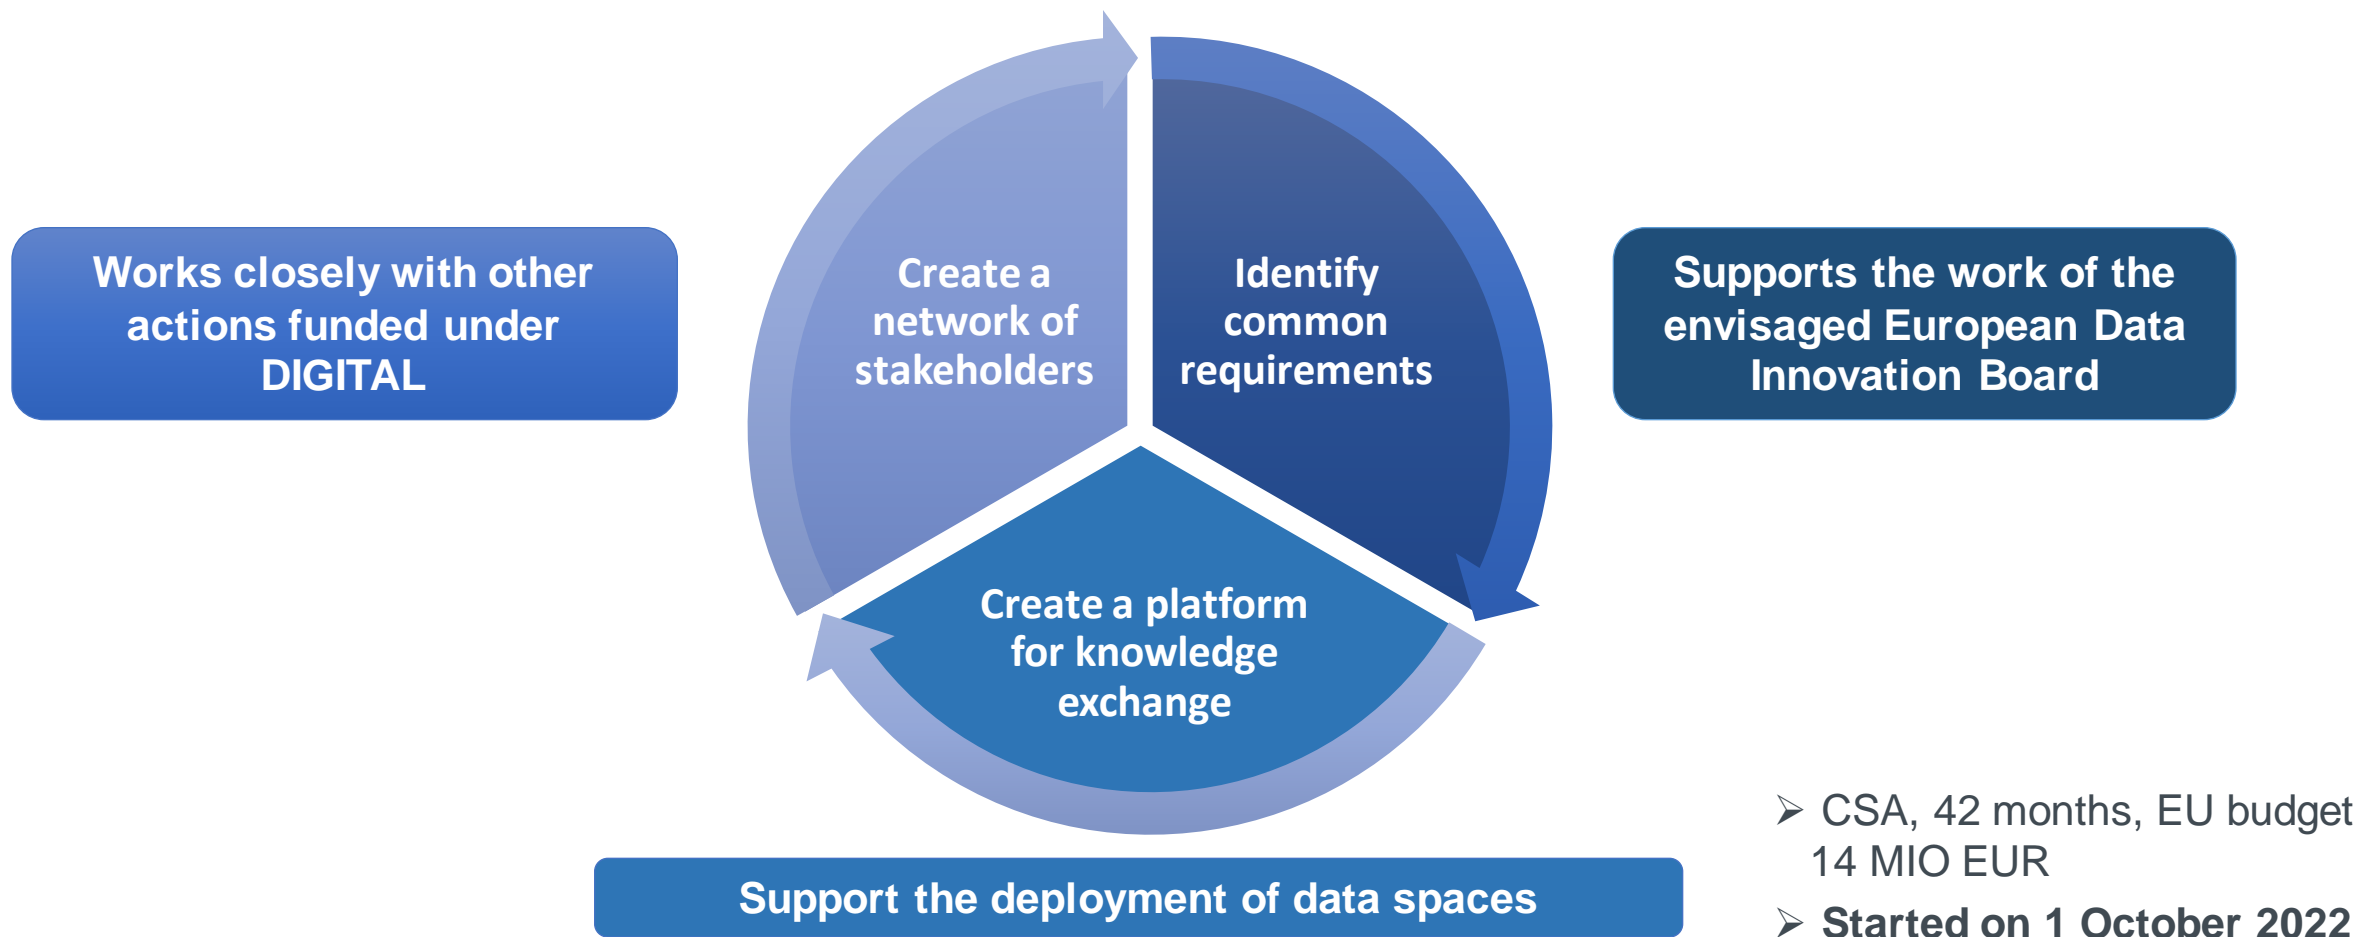 Works closely with other
actions funded under
DIGITAL
Create a
network of
stakeholders
Identify
common
requirements
Supports the work of the
envisaged European Data
Innovation Board
Create a platform
for knowledge
exchange
Support the deployment of data spaces
➢ CSA, 42 months, EU budget
14 MIO EUR
➢ Started on 1 October 2022